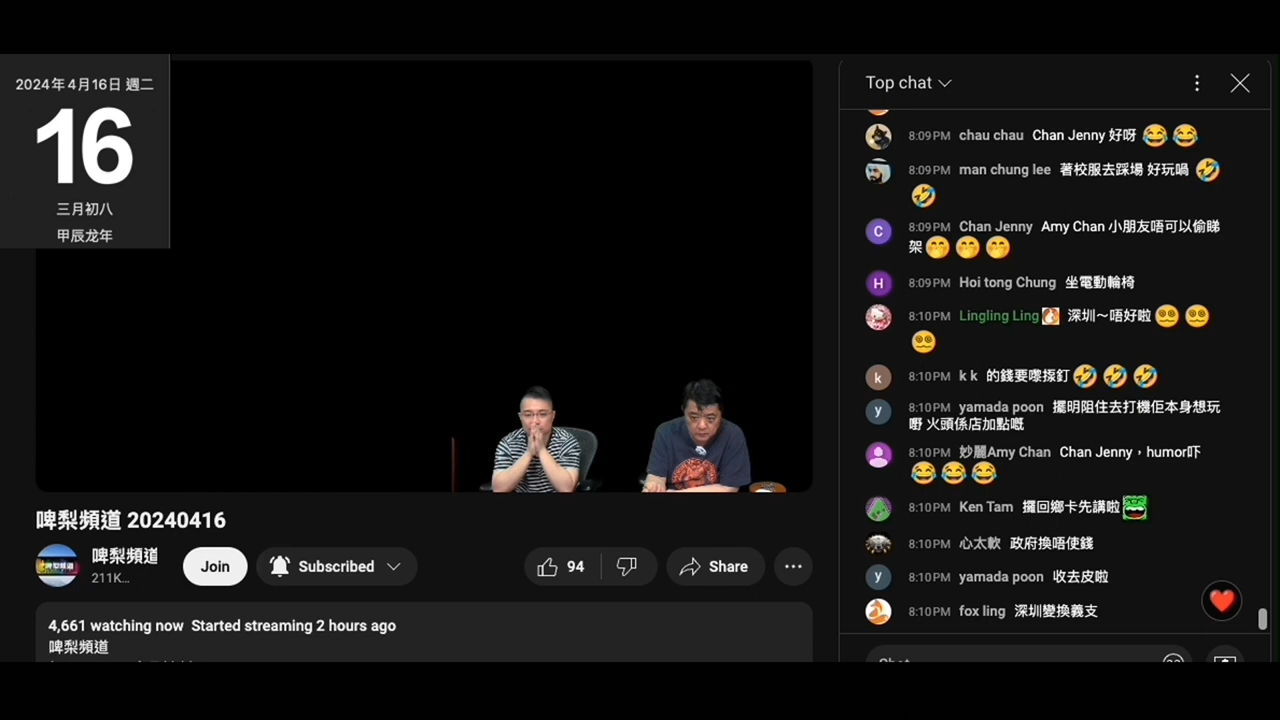 2024年4月16日 週二
16
三月初八
甲辰龙年
啤梨頻道 20240416
啤梨頻道
211K...
Join
Subscribed
94
Share
4,661 watching now Started streaming 2 hours ago
啤梨頻道
Top chat
8:09 PM chau chau Chan Jenny 好呀 😂😂
8:09 PM man chung lee 著校服去踩場 好玩喎 🤣
🤣
C
8:09 PM Chan Jenny Amy Chan 小朋友唔可以偷睇
架🤭🤭🤭
H
8:09 PM Hoi tong Chung 坐電動輪椅
8:10 PM Lingling Ling 深圳～唔好啦 😵‍💫😵‍💫
😵‍💫
k
8:10 PM k k 的錢要嚟揼釘🤣🤣🤣
y
8:10 PM yamada poon 擺明阻住去打機佢本身想玩
嘢 火頭係店加點嘅
8:10 PM 妙麗Amy Chan Chan Jenny，humor吓
😂😂😂
8:10 PM Ken Tam 攞回鄉卡先講啦
8:10 PM 心太軟 政府換唔使錢
y
8:10 PM yamada poon 收去皮啦
8:10 PM fox ling 深圳變換義支